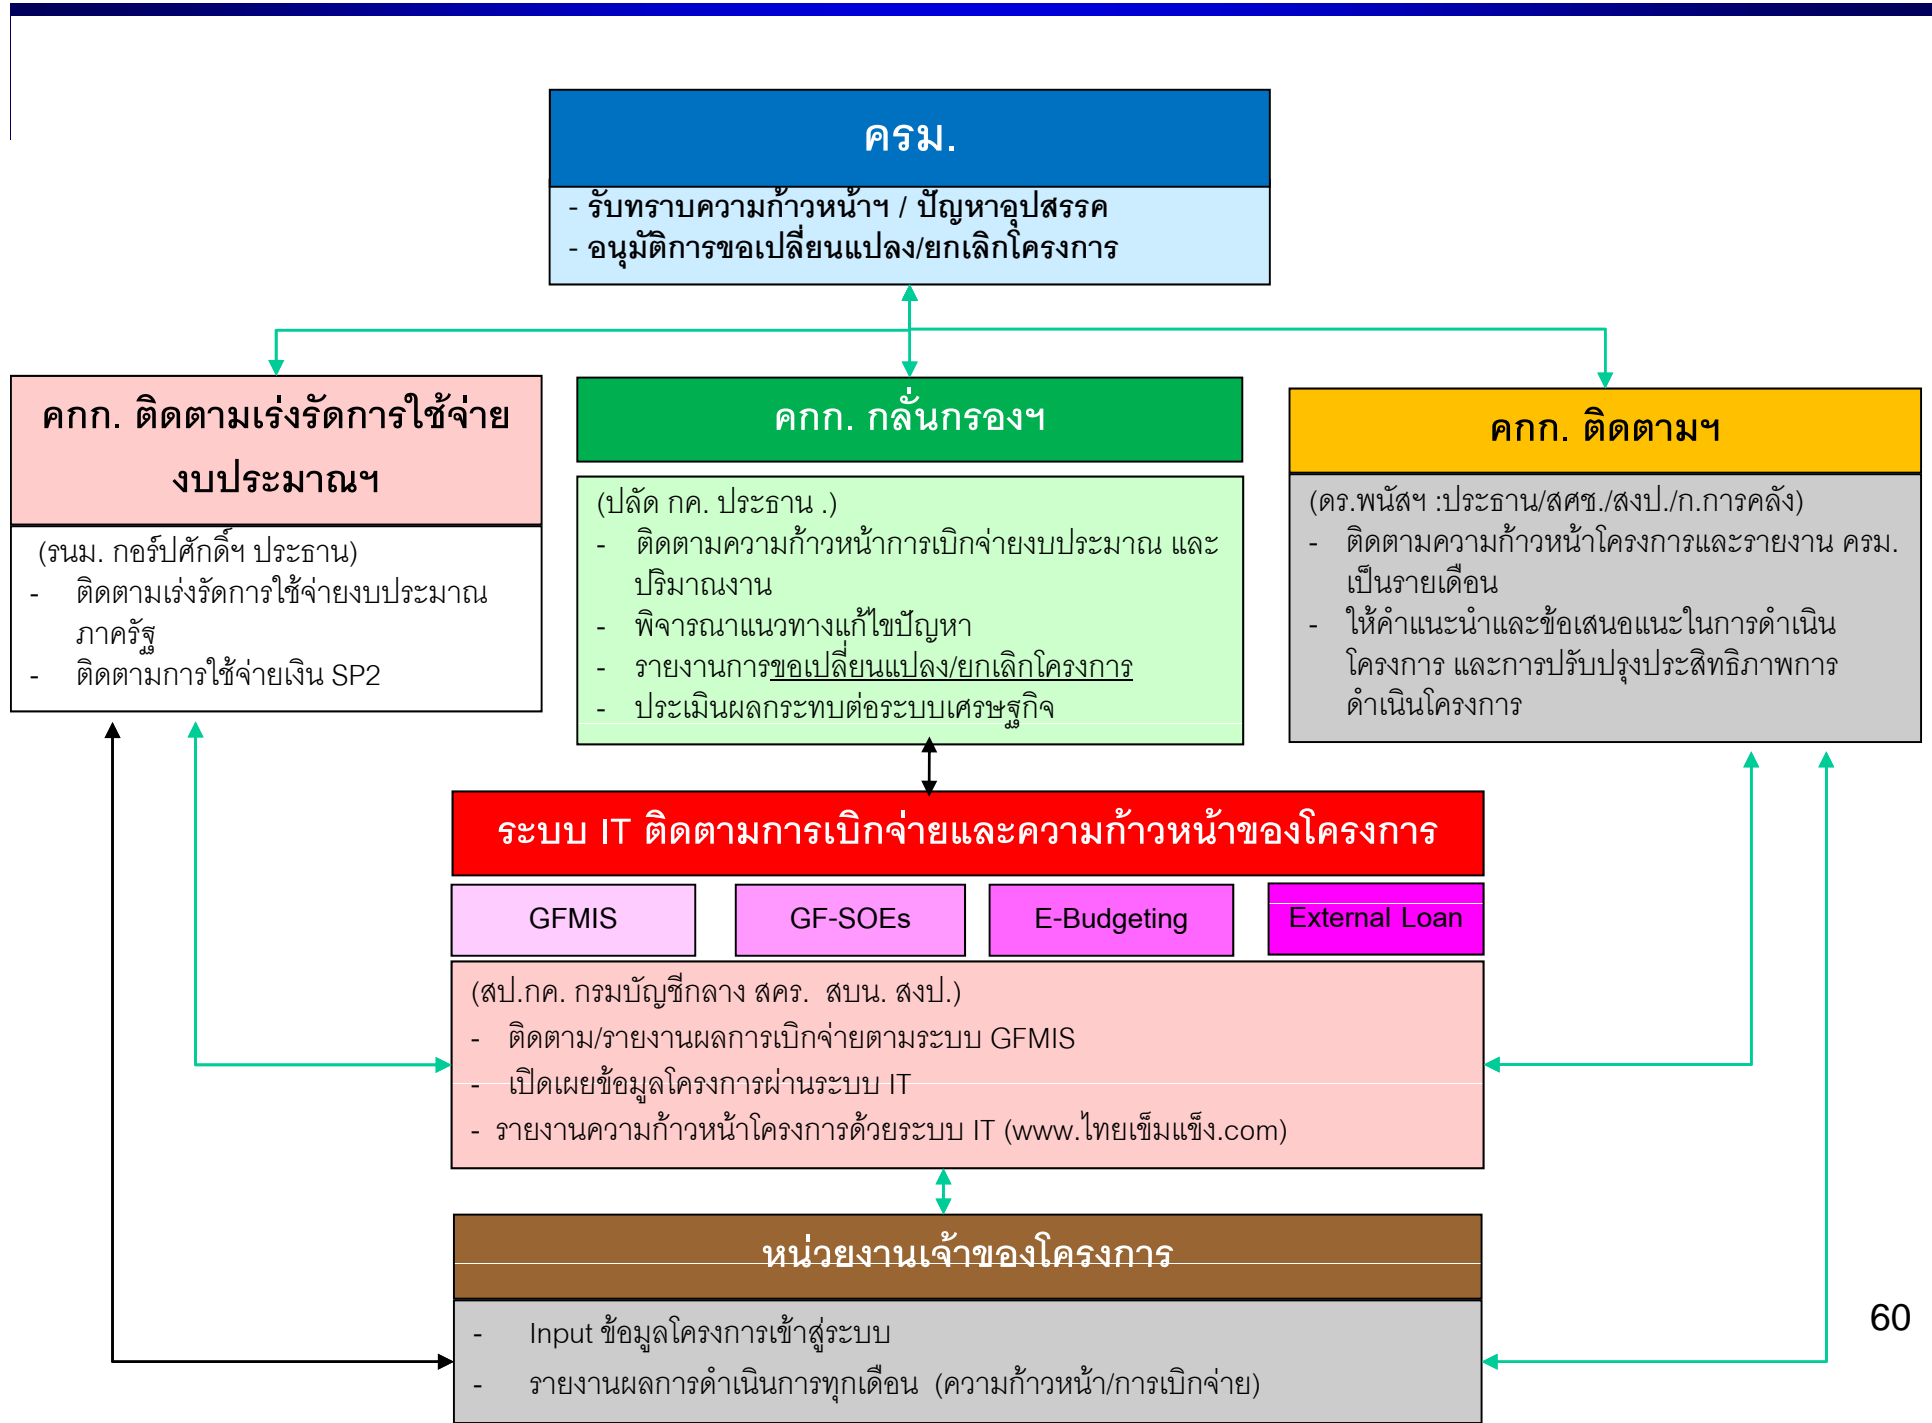 ครม.
- รับทราบความก้าวหน้าฯ / ปัญหาอุปสรรค
- อนุมัติการขอเปลี่ยนแปลง/ยกเลิกโครงการ
คกก. ติดตามเร่งรัดการใช้จ่าย
งบประมาณฯ
(รนม. กอร์ปศักดิ์ฯ ประธาน)
- ติดตามเร่งรัดการใช้จ่ายงบประมาณ
ภาครัฐ
- ติดตามการใช้จ่ายเงิน SP2
คกก. กลั่นกรองฯ
(ปลัด กค. ประธาน .)
- ติดตามความก้าวหน้าการเบิกจ่ายงบประมาณ และ
ปริมาณงาน
- พิจารณาแนวทางแก้ไขปัญหา
- รายงานการขอเปลี่ยนแปลง/ยกเลิกโครงการ
- ประเมินผลกระทบต่อระบบเศรษฐกิจ
คกก. ติดตามฯ
(ดร.พนัสฯ :ประธาน/สศช./สงป./ก.การคลัง)
- ติดตามความก้าวหน้าโครงการและรายงาน ครม.
เป็นรายเดือน
- ให้คำแนะนำและข้อเสนอแนะในการดำเนิน
โครงการ และการปรับปรุงประสิทธิภาพการ
ดำเนินโครงการ
ระบบ IT ติดตามการเบิกจ่ายและความก้าวหน้าของโครงการ
GFMIS
GF-SOEs
E-Budgeting
External Loan
(สป.กค. กรมบัญชีกลาง สคร. สบน. สงป.)
- ติดตาม/รายงานผลการเบิกจ่ายตามระบบ GFMIS
- เปิดเผยข้อมูลโครงการผ่านระบบ IT
- รายงานความก้าวหน้าโครงการด้วยระบบ IT (www.ไทยเข็มแข็ง.com)
หน่วยงานเจ้าของโครงการ
- Input ข้อมูลโครงการเข้าสู่ระบบ
- รายงานผลการดำเนินการทุกเดือน (ความก้าวหน้า/การเบิกจ่าย)
60